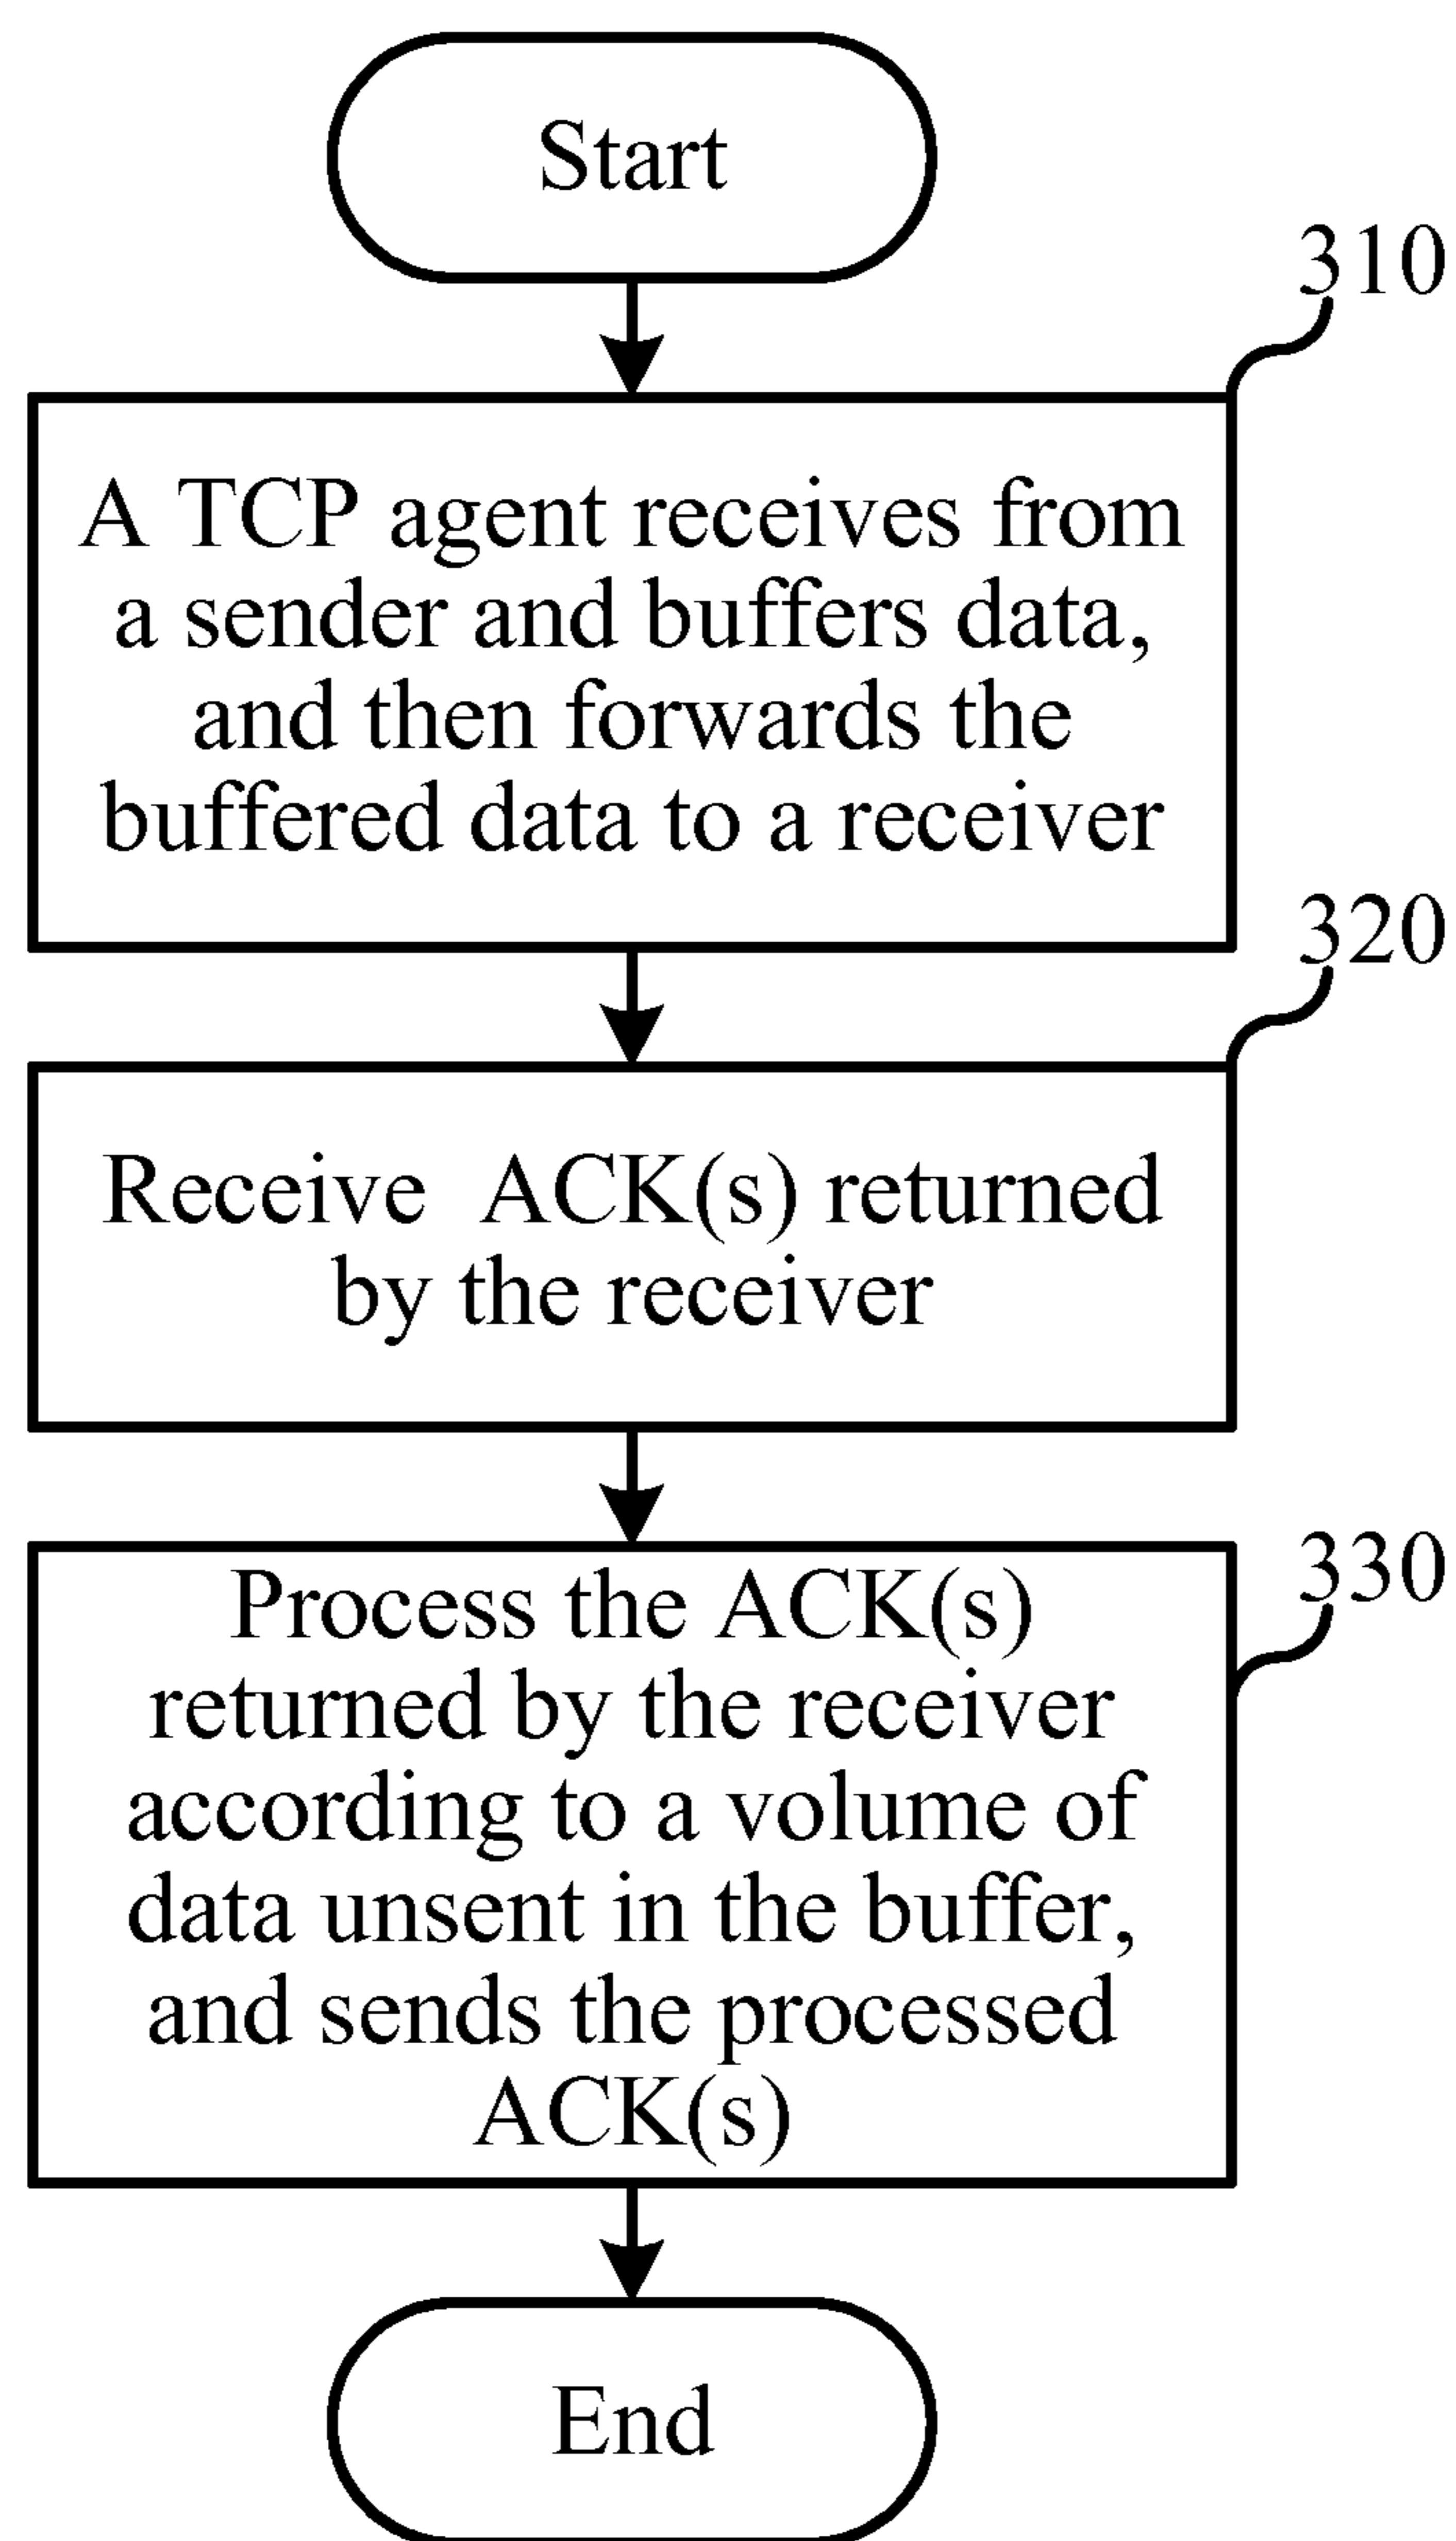 Start
310
A TCP agent receives from
a sender and buffers data,
and then forwards the
buffered data to a receiver
320
Receive ACK(s) returned
by the receiver
330
Process the ACK(s)
returned by the receiver
according to a volume of
data unsent in the buffer,
and sends the processed
ACK(s)
End